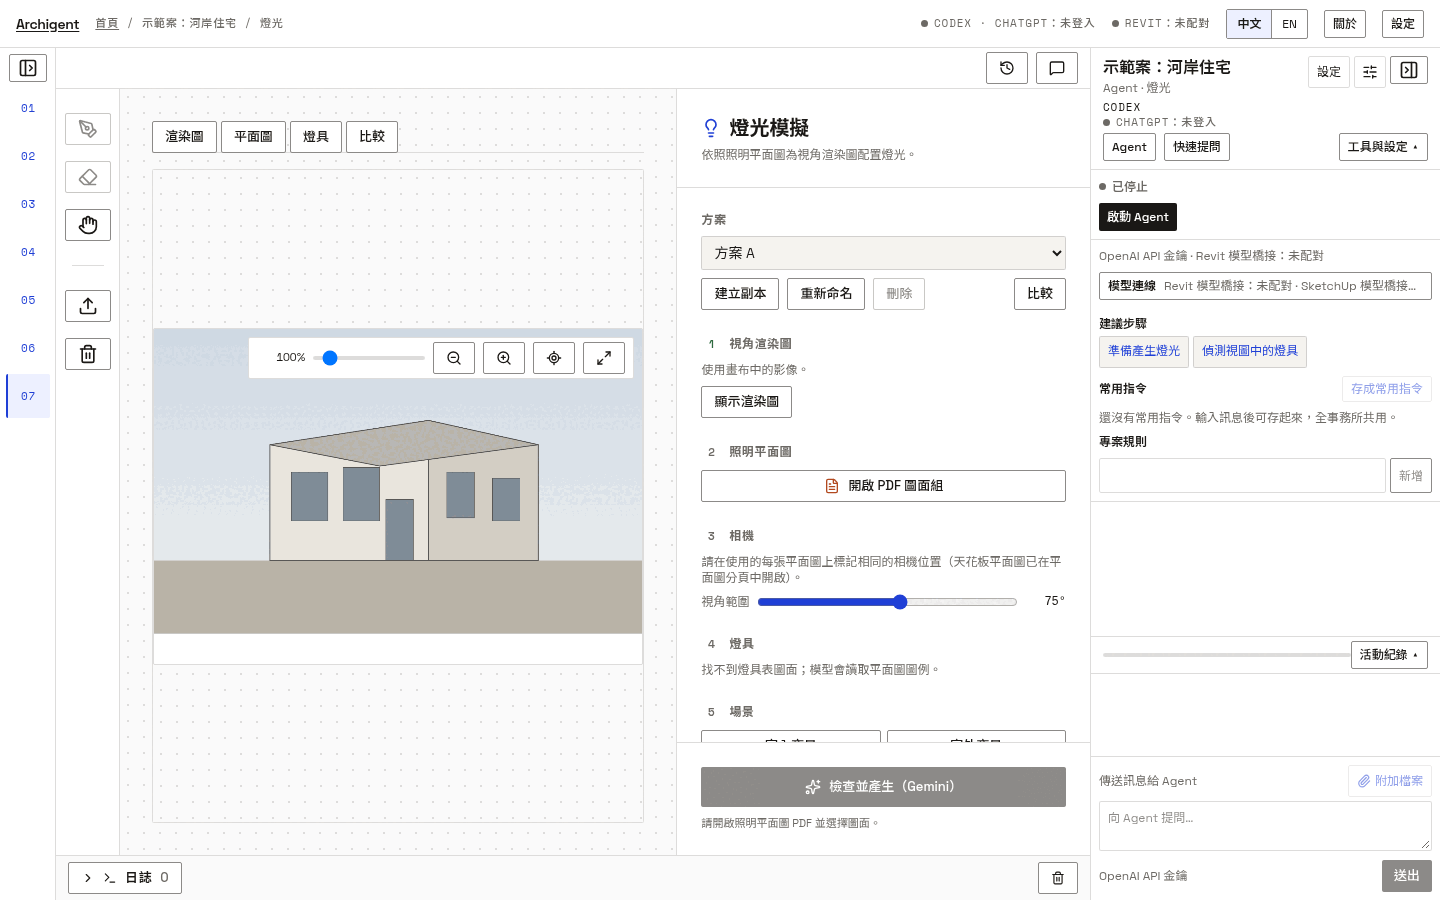 Archigent 首頁 / 示範案：河岸住宅 / 燈光
CODEX · CHATGPT：未登入 REVIT：未配對 中文 EN 關於 設定
01
02
03
04
05
06
07
渲染圖 平面圖 燈具 比較
100%
燈光模擬
依照照明平面圖為視角渲染圖配置燈光。
方案
方案 A
建立副本 重新命名 刪除 比較
1 視角渲染圖
使用畫布中的影像。
顯示渲染圖
2 照明平面圖
開啟 PDF 圖面組
3 相機
請在使用的每張平面圖上標記相同的相機位置（天花板平面圖已在平
面圖分頁中開啟）。
視角範圍 75°
4 燈具
找不到燈具表圖面；模型會讀取平面圖圖例。
5 場景
檢查並產生（Gemini）
請開啟照明平面圖 PDF 並選擇圖面。
日誌 0
示範案：河岸住宅 設定
Agent · 燈光
CODEX
CHATGPT：未登入
Agent 快速提問 工具與設定
已停止
啟動 Agent
OpenAI API 金鑰 · Revit 模型橋接：未配對
模型連線 Revit 模型橋接：未配對 · SketchUp 模型橋接...
建議步驟
準備產生燈光 偵測視圖中的燈具
常用指令 存成常用指令
還沒有常用指令。輸入訊息後可存起來，全事務所共用。
專案規則
新增
活動紀錄
傳送訊息給 Agent 附加檔案
向 Agent 提問...
OpenAI API 金鑰 送出